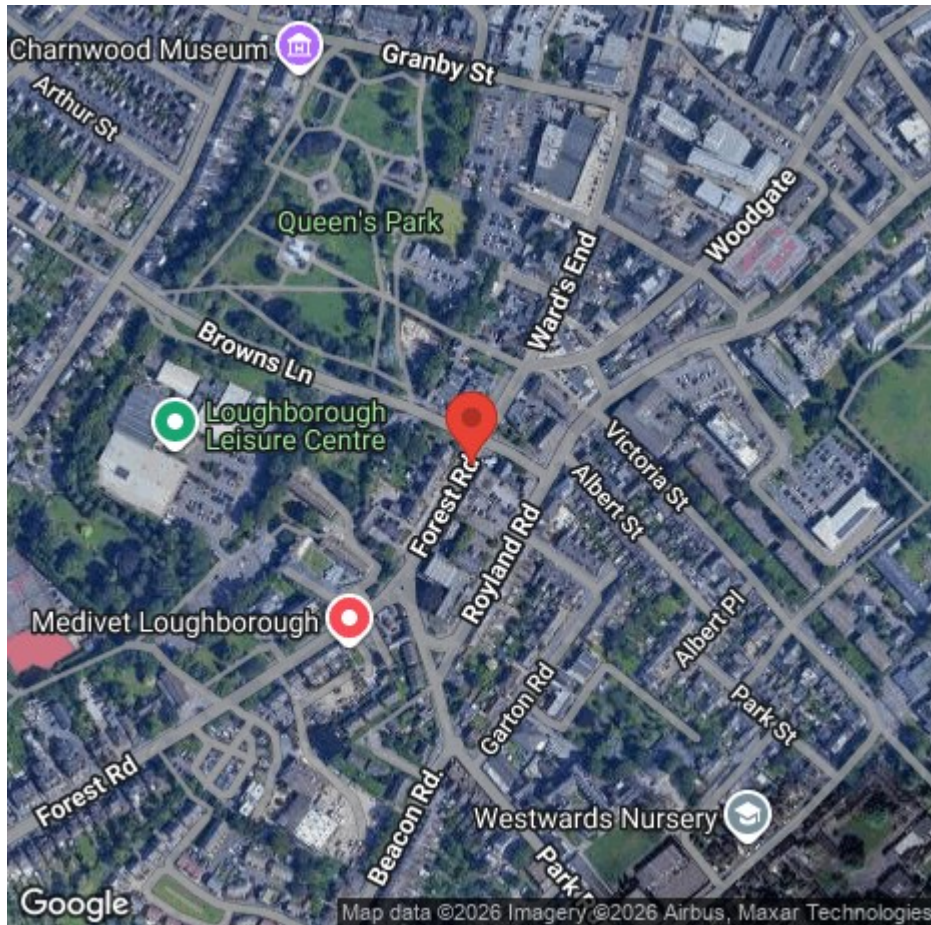 Charnwood Museum
Granby St
Arthur St
Queen's Park
Woodgate
Ward's End
Browns Ln
Loughborough
Leisure Centre
Victoria St
Forest Rd
Albert St
Royland Rd
Medivet Loughborough
Albert Pl
Garton Rd
Park St
Forest Rd
Beacon Rd.
Westwards Nursery
Park
Google
Map data ©2026 Imagery ©2026 Airbus, Maxar Technologies